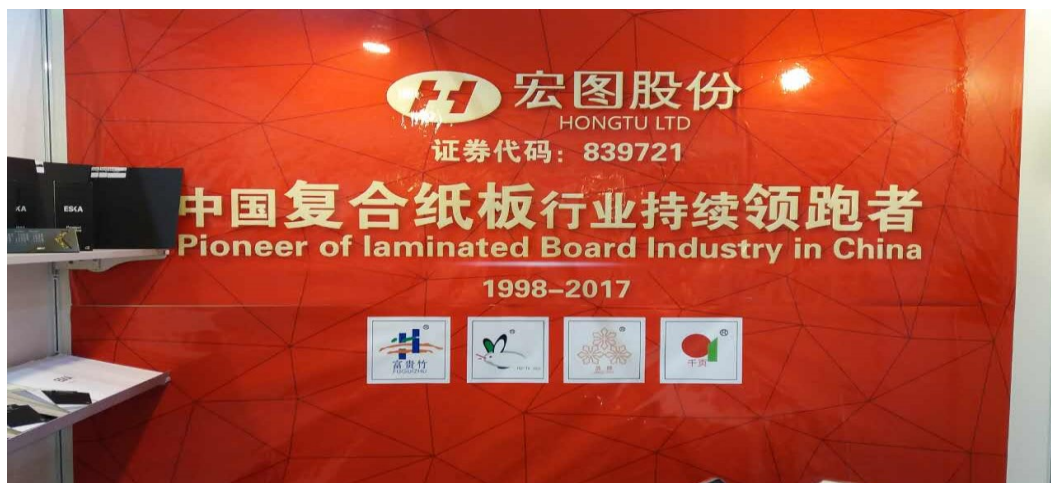 宏图股份
HONGTU LTD
证券代码：839721
中国复合纸板行业持续领跑者
Pioneer of laminated Board Industry in China
1998-2017
富贵竹
FUGUIZHU
千页
ESKA